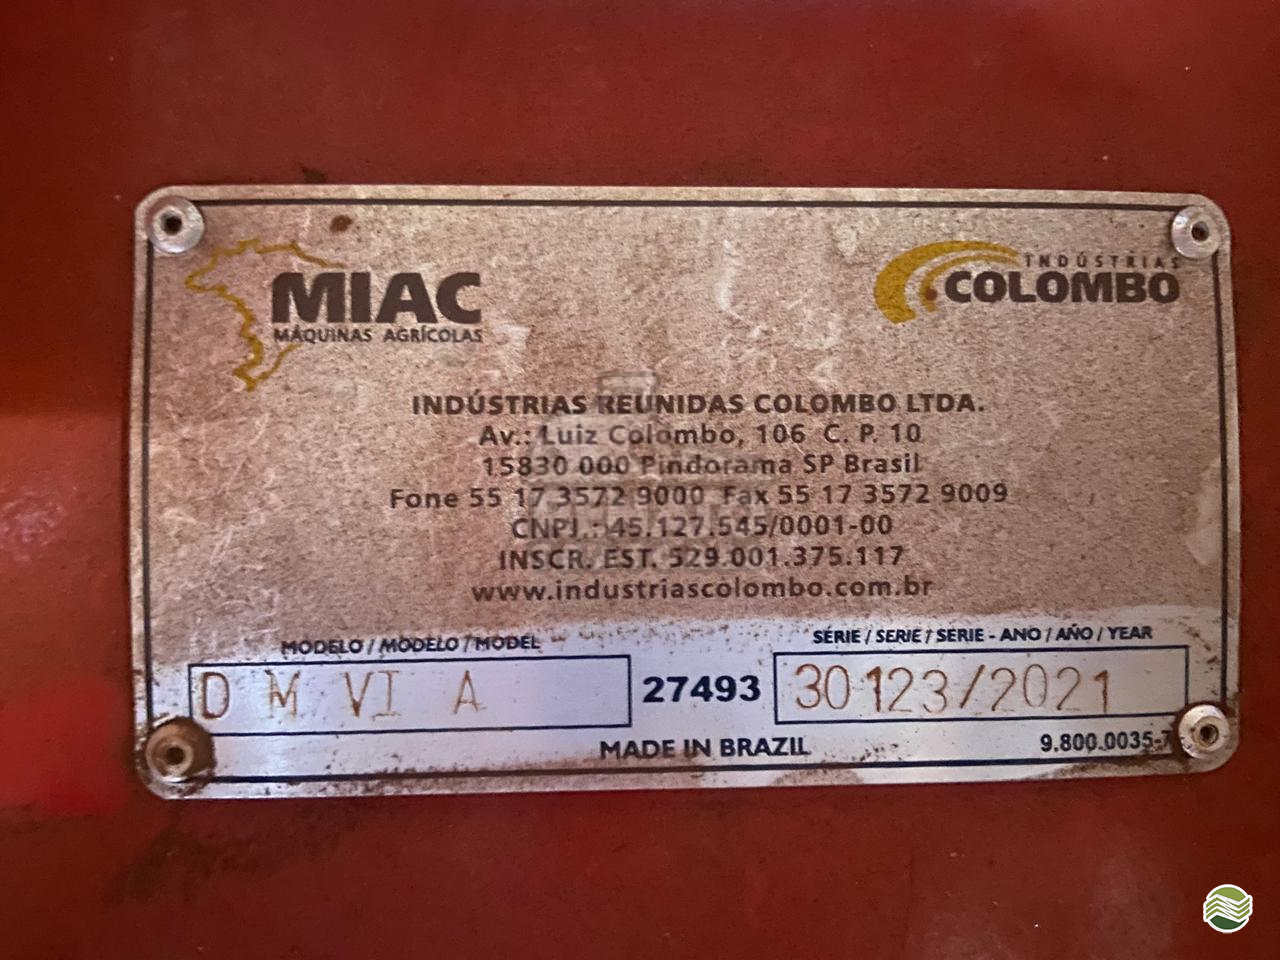 MIAC
MÁQUINAS AGRÍCOLAS
INDÚSTRIAS
COLOMBO
INDÚSTRIAS REUNIDAS COLOMBO LTDA.
Av.: Luiz Colombo, 106 C. P. 10
15830 000 Pindorama SP Brasil
Fone 55 17 3572 9000 Fax 55 17 3572 9009
CNPJ.: 45.127.545/0001-00
INSCR. EST. 529.001.375.117
www.industriascolombo.com.br
MODELO / MODELO / MODEL
SÉRIE / SERIE / SERIE - ANO / AÑO / YEAR
D M VI A
27493
30123/2021
MADE IN BRAZIL
9.800.0035-7